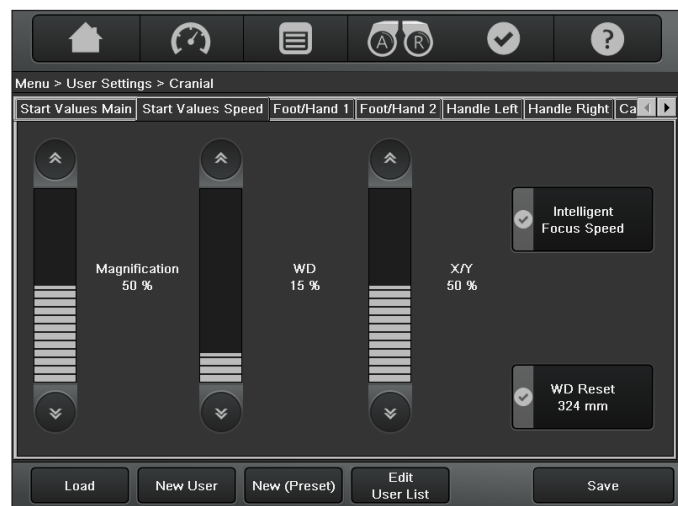 A R ?
Menu > User Settings > Cranial
Start Values Main Start Values Speed Foot/Hand 1 Foot/Hand 2 Handle Left Handle Right Ca
Magnification
50 %
WD
15 %
X/Y
50 %
Intelligent
Focus Speed
WD Reset
324 mm
Load New User New (Preset) Edit
User List
Save